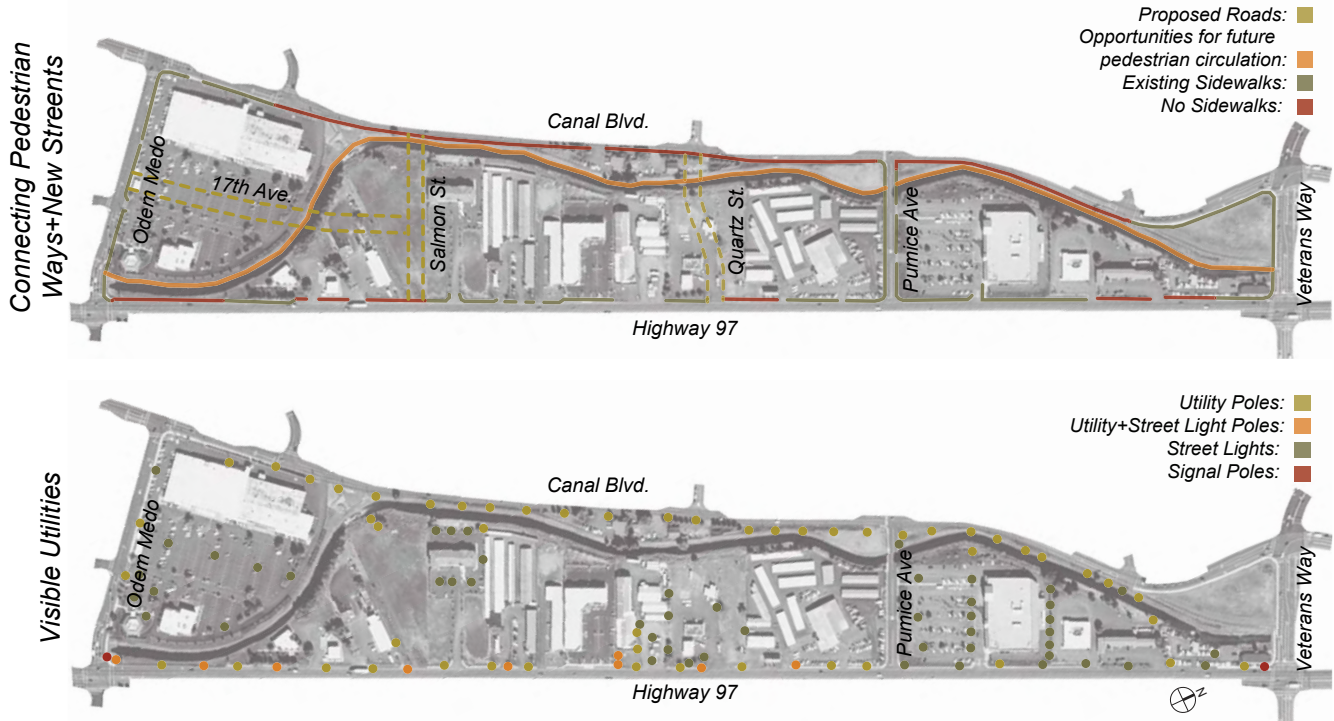 Connecting Pedestrian
Ways+New Streents
Proposed Roads:
Opportunities for future
pedestrian circulation:
Existing Sidewalks:
No Sidewalks:
Canal Blvd.
Odem Medo
17th Ave.
Salmon St.
Quartz St.
Pumice Ave
Veterans Way
Highway 97
Visible Utilities
Utility Poles:
Utility+Street Light Poles:
Street Lights:
Signal Poles:
Canal Blvd.
Odem Medo
Pumice Ave
Veterans Way
Highway 97
N